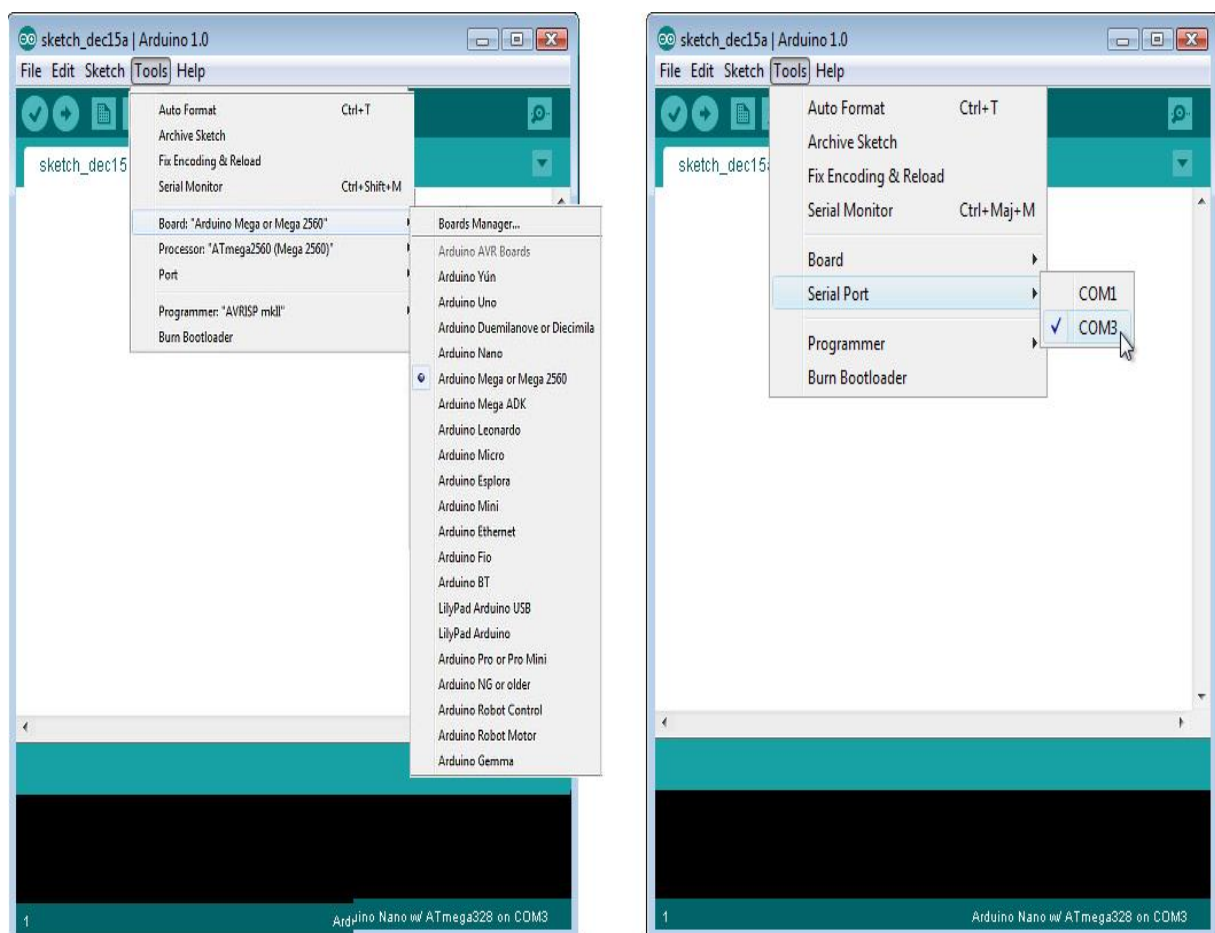 sketch_dec15a | Arduino 1.0
File Edit Sketch Tools Help
Auto Format Ctrl+T
Archive Sketch
Fix Encoding & Reload
sketch_dec15
Serial Monitor Ctrl+Shift+M
Board: "Arduino Mega or Mega 2560"
Processor: "ATmega2560 (Mega 2560)"
Port
Programmer: "AVRISP mkII"
Burn Bootloader
Boards Manager...
Arduino AVR Boards
Arduino Yún
Arduino Uno
Arduino Duemilanove or Diecimila
Arduino Nano
Arduino Mega or Mega 2560
Arduino Mega ADK
Arduino Leonardo
Arduino Micro
Arduino Esplora
Arduino Mini
Arduino Ethernet
Arduino Fio
Arduino BT
LilyPad Arduino USB
LilyPad Arduino
Arduino Pro or Pro Mini
Arduino NG or older
Arduino Robot Control
Arduino Robot Motor
Arduino Gemma
1 Arduino Nano w/ ATmega328 on COM3
sketch_dec15a | Arduino 1.0
File Edit Sketch Tools Help
Auto Format Ctrl+T
Archive Sketch
sketch_dec15a
Fix Encoding & Reload
Serial Monitor Ctrl+Maj+M
Board
Serial Port
COM1
COM3
Programmer
Burn Bootloader
1 Arduino Nano w/ ATmega328 on COM3